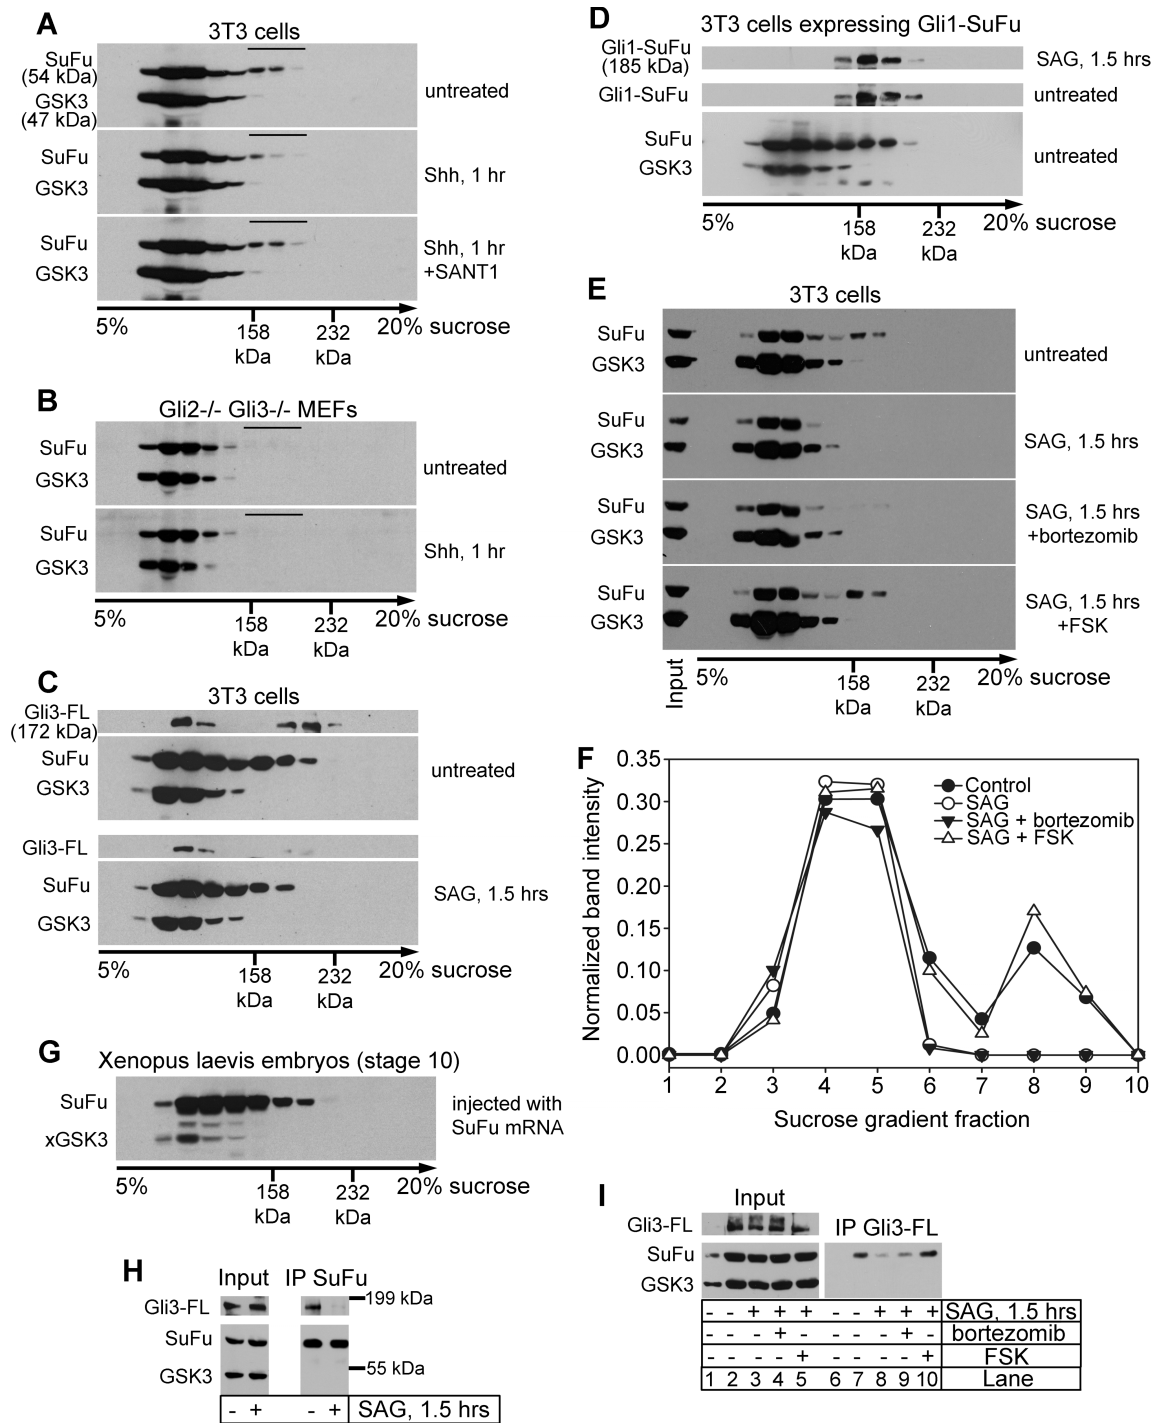 A
3T3 cells
SuFu
(54 kDa)
GSK3
(47 kDa)
untreated
SuFu
GSK3
Shh, 1 hr
SuFu
GSK3
Shh, 1 hr
+SANT1
5%
158
kDa
232
kDa
20% sucrose
B
Gli2-/- Gli3-/- MEFs
SuFu
GSK3
untreated
SuFu
GSK3
Shh, 1 hr
5%
158
kDa
232
kDa
20% sucrose
C
3T3 cells
Gli3-FL
(172 kDa)
SuFu
GSK3
untreated
Gli3-FL
SuFu
GSK3
SAG, 1.5 hrs
5%
158
kDa
232
kDa
20% sucrose
D
3T3 cells expressing Gli1-SuFu
Gli1-SuFu
(185 kDa)
SAG, 1.5 hrs
Gli1-SuFu
untreated
SuFu
GSK3
untreated
5%
158
kDa
232
kDa
20% sucrose
E
3T3 cells
SuFu
GSK3
untreated
SuFu
GSK3
SAG, 1.5 hrs
SuFu
GSK3
SAG, 1.5 hrs
+bortezomib
SuFu
GSK3
SAG, 1.5 hrs
+FSK
Input
5%
158
kDa
232
kDa
20% sucrose
F
Normalized band intensity
0.35
0.30
0.25
0.20
0.15
0.10
0.05
0.00
Control
SAG
SAG + bortezomib
SAG + FSK
1 2 3 4 5 6 7 8 9 10
Sucrose gradient fraction
G
Xenopus laevis embryos (stage 10)
SuFu
xGSK3
injected with
SuFu mRNA
5%
158
kDa
232
kDa
20% sucrose
H
Input IP SuFu
Gli3-FL
199 kDa
SuFu
GSK3
55 kDa
- + - + SAG, 1.5 hrs
I
Input
Gli3-FL
IP Gli3-FL
SuFu
GSK3
- - + + + - - + + + SAG, 1.5 hrs
- - - + - - - - + - bortezomib
- - - - + - - - - + FSK
1 2 3 4 5 6 7 8 9 10 Lane